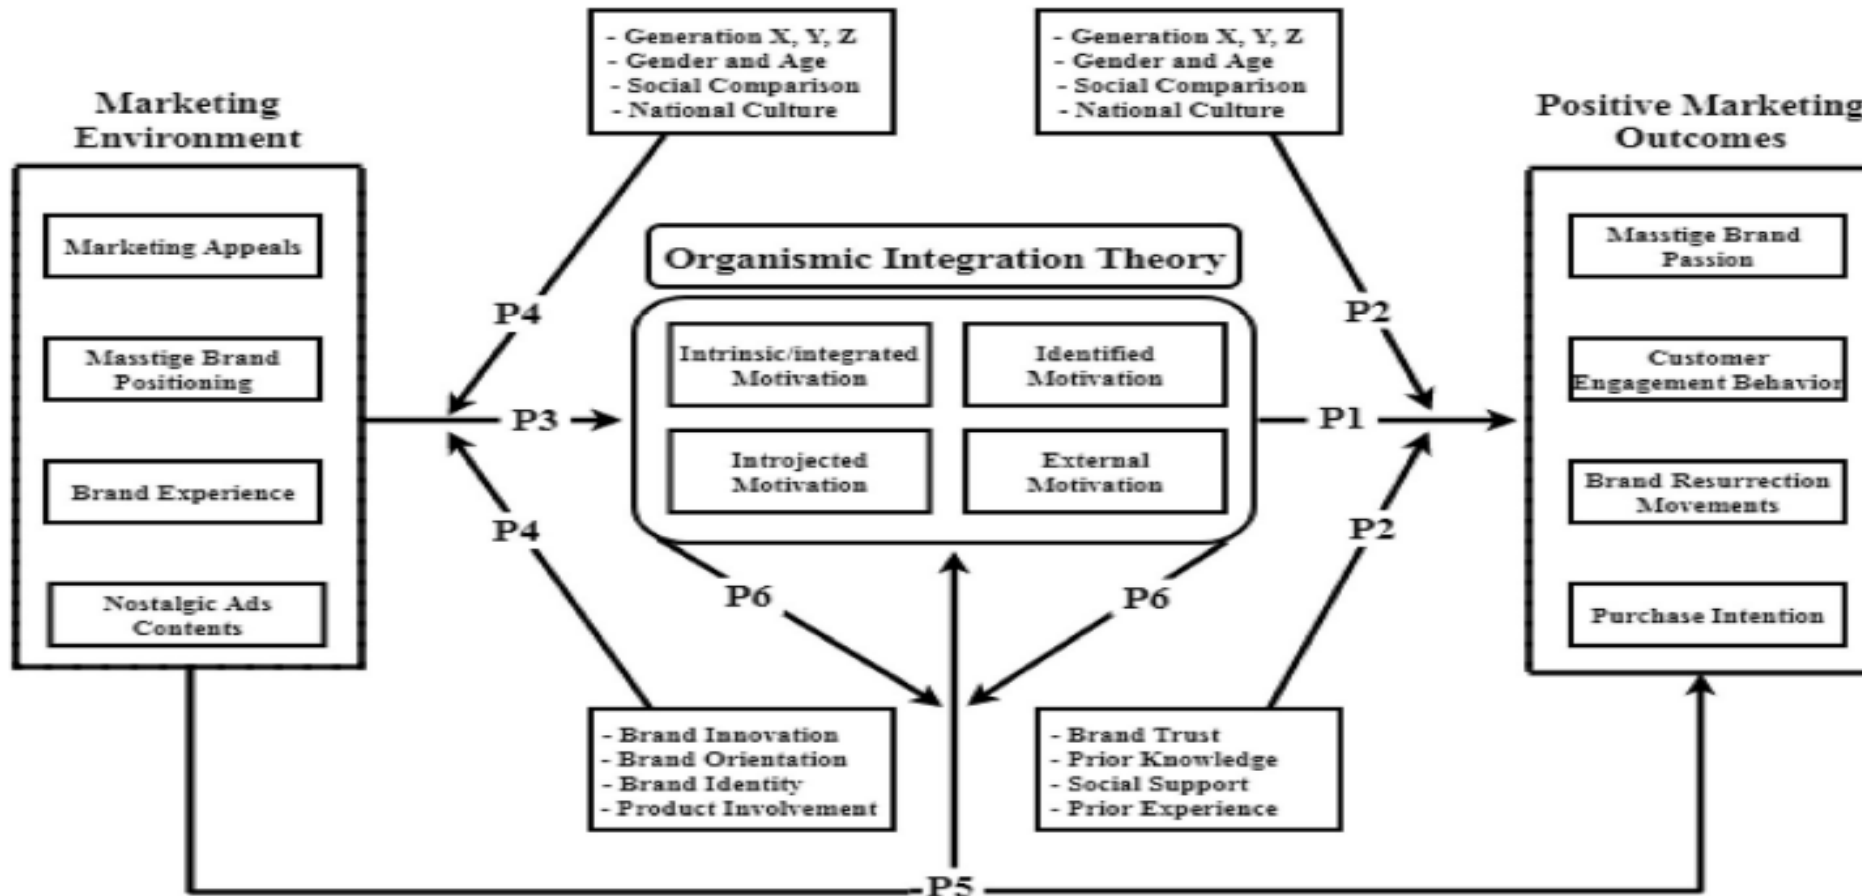 - Generation X, Y, Z
- Gender and Age
- Social Comparison
- National Culture
- Generation X, Y, Z
- Gender and Age
- Social Comparison
- National Culture
Marketing
Environment
Marketing Appeals
Masstige Brand
Positioning
Brand Experience
Nostalgic Ads
Contents
P4
P3
P4
Organismic Integration Theory
Intrinsic/integrated
Motivation
Identified
Motivation
Introjected
Motivation
External
Motivation
P6
P6
P2
P1
P2
Positive Marketing
Outcomes
Masstige Brand
Passion
Customer
Engagement Behavior
Brand Resurrection
Movements
Purchase Intention
- Brand Innovation
- Brand Orientation
- Brand Identity
- Product Involvement
- Brand Trust
- Prior Knowledge
- Social Support
- Prior Experience
P5